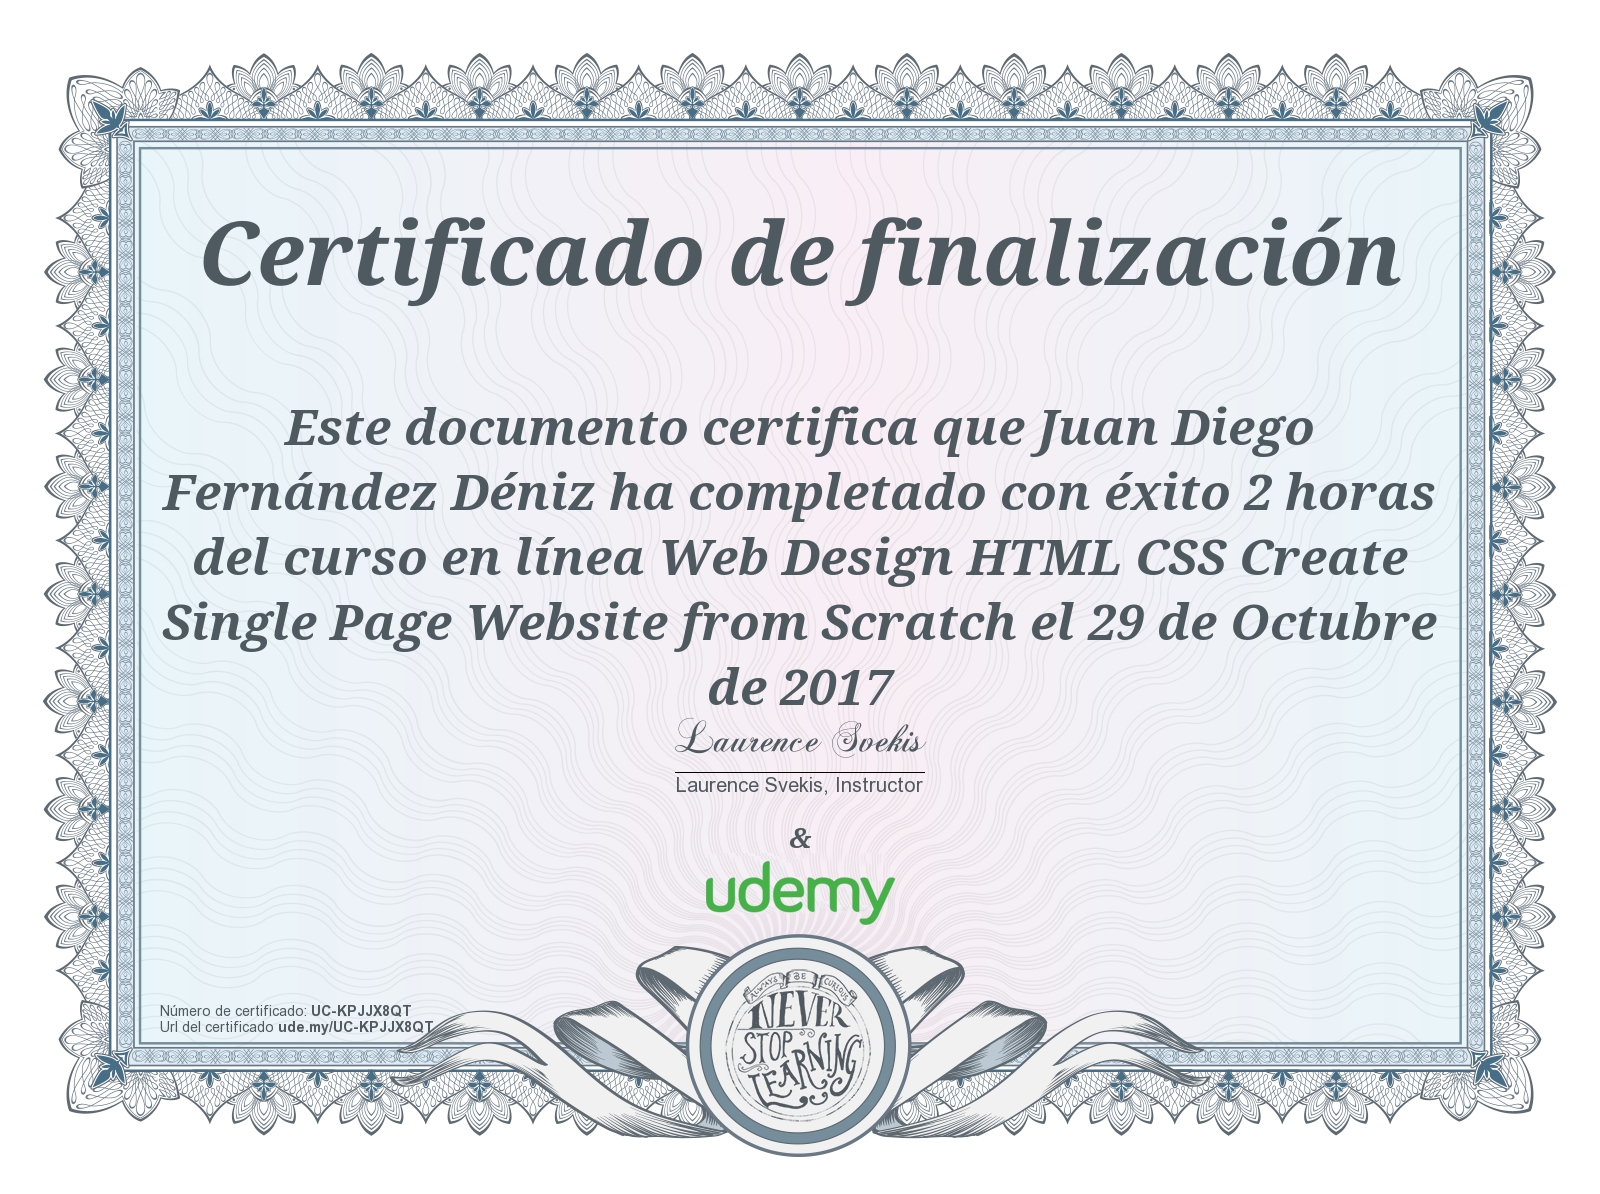 Certificado de finalización
Este documento certifica que Juan Diego
Fernández Déniz ha completado con éxito 2 horas
del curso en línea Web Design HTML CSS Create
Single Page Website from Scratch el 29 de Octubre
de 2017
Laurence Svekis
Laurence Svekis, Instructor
&
udemy
Número de certificado: UC-KPJJX8QT
Url del certificado ude.my/UC-KPJJX8QT
ALWAYS BE CURIOUS
NEVER
STOP
LEARNING